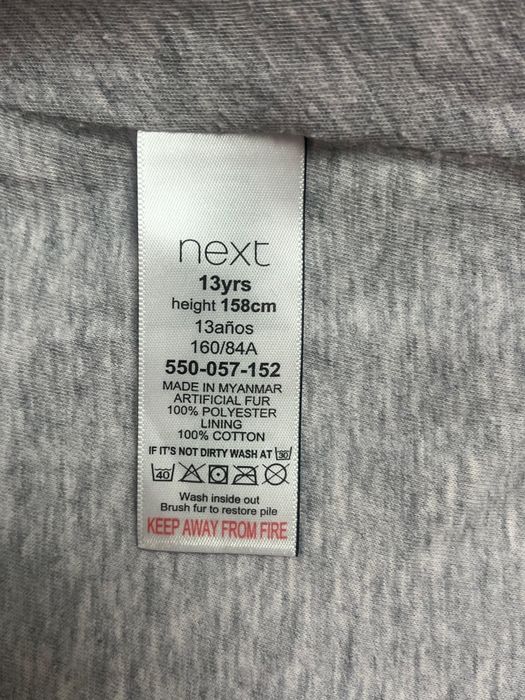 next
13yrs
height 158cm
13años
160/84A
550-057-152
MADE IN MYANMAR
ARTIFICIAL FUR
100% POLYESTER
LINING
100% COTTON
IF IT'S NOT DIRTY WASH AT 30
40
Wash inside out
Brush fur to restore pile
KEEP AWAY FROM FIRE